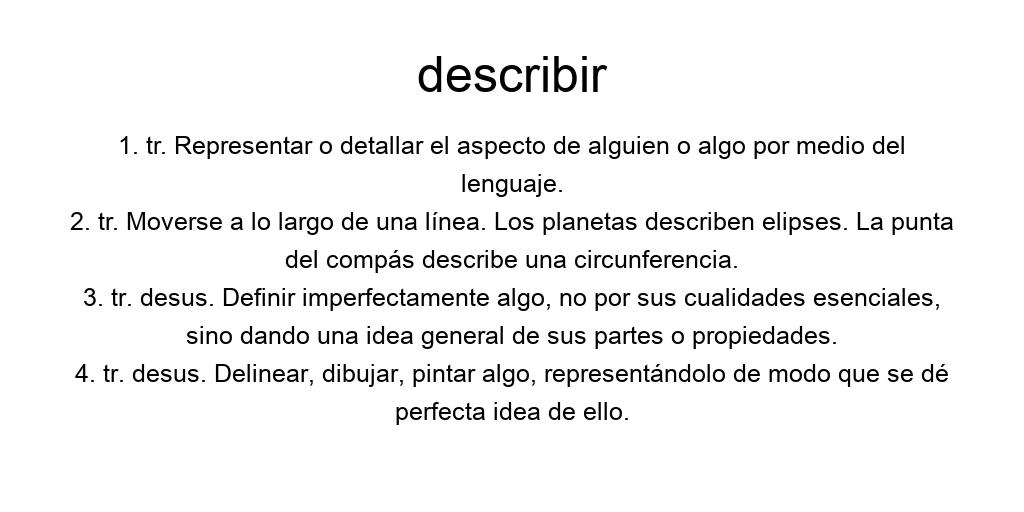 describir
1. tr. Representar o detallar el aspecto de alguien o algo por medio del
lenguaje.
2. tr. Moverse a lo largo de una línea. Los planetas describen elipses. La punta
del compás describe una circunferencia.
3. tr. desus. Definir imperfectamente algo, no por sus cualidades esenciales,
sino dando una idea general de sus partes o propiedades.
4. tr. desus. Delinear, dibujar, pintar algo, representándolo de modo que se dé
perfecta idea de ello.